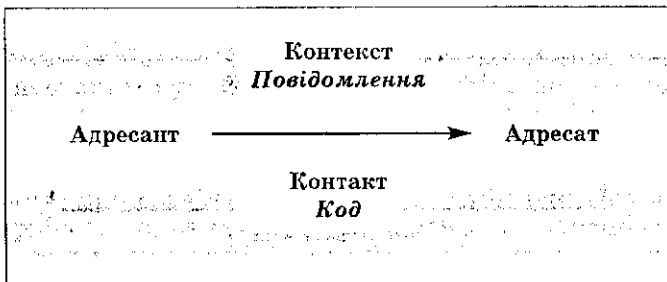 Контекст
Повідомлення
Адресант Адресат
Контакт
Код